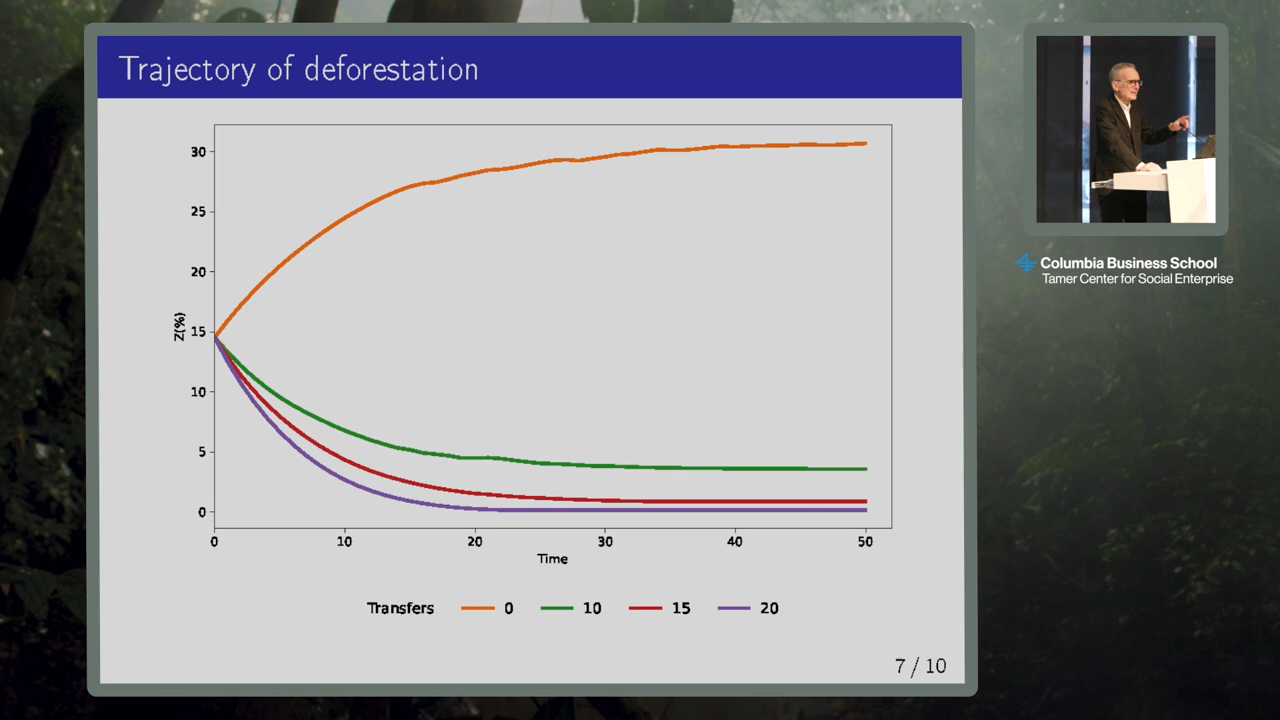 Trajectory of deforestation
30
25
20
15
10
5
0
Z(%)
0 10 20 30 40 50
Time
Transfers 0 10 15 20
7 / 10
Columbia Business School
Tamer Center for Social Enterprise